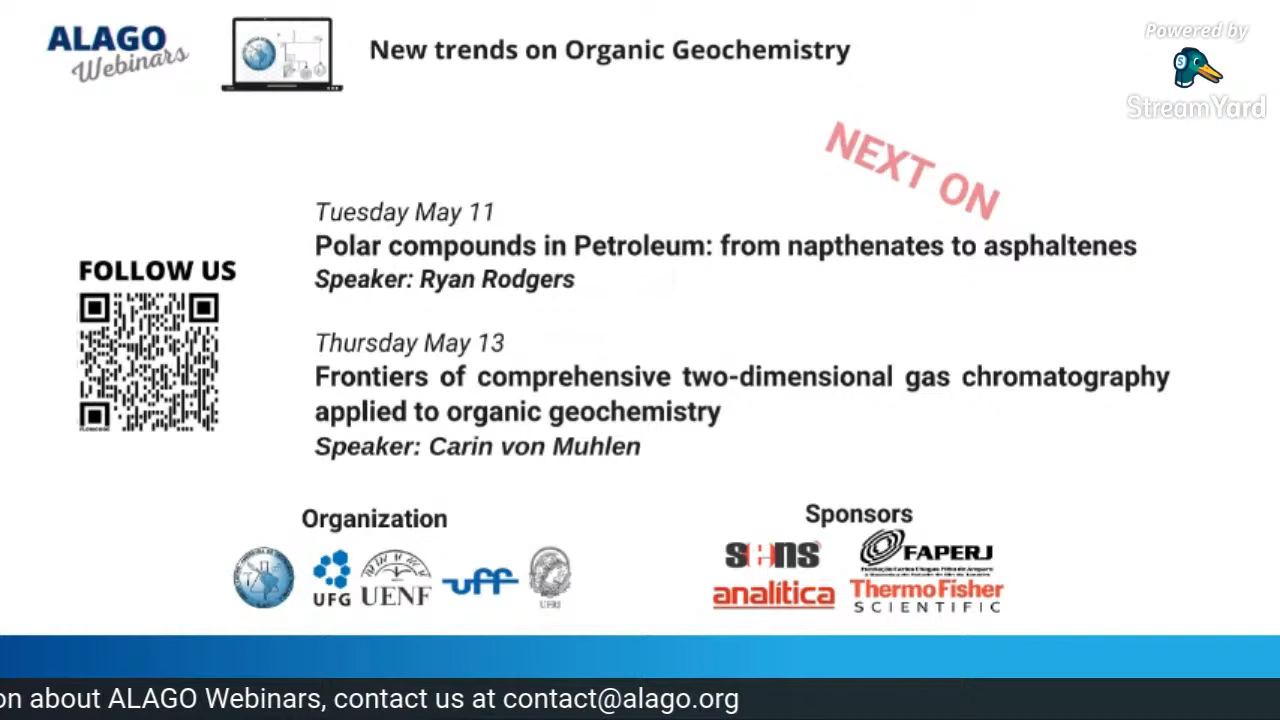 ALAGO
Webinars
New trends on Organic Geochemistry
Powered by
StreamYard
NEXT ON
Tuesday May 11
Polar compounds in Petroleum: from napthenates to asphaltenes
Speaker: Ryan Rodgers
FOLLOW US
Thursday May 13
Frontiers of comprehensive two-dimensional gas chromatography
applied to organic geochemistry
Speaker: Carin von Muhlen
Organization
Sponsors
UFG
UENF
uff
UFRJ
sens
FAPERJ
analítica
ThermoFisher
SCIENTIFIC
on about ALAGO Webinars, contact us at contact@alago.org